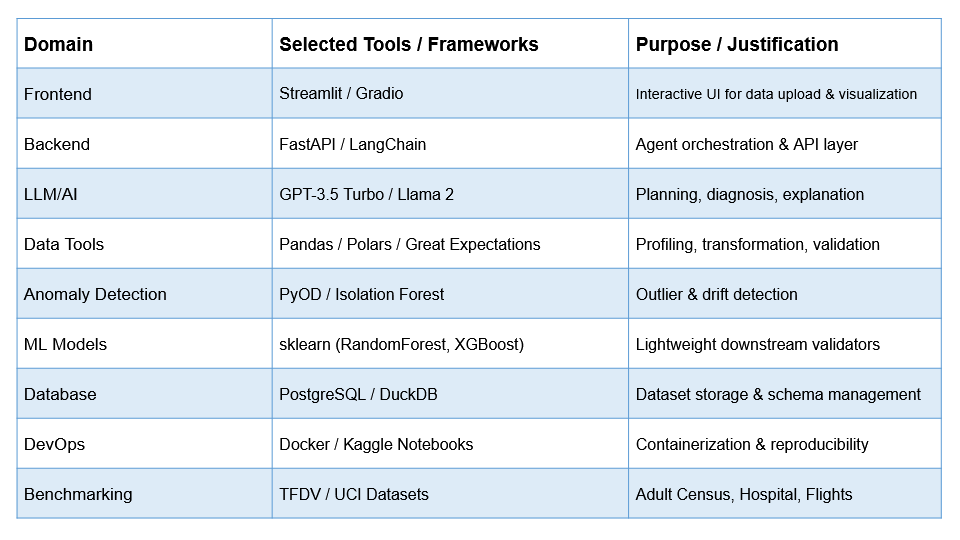 Domain Selected Tools / Frameworks Purpose / Justification
Frontend Streamlit / Gradio Interactive UI for data upload & visualization
Backend FastAPI / LangChain Agent orchestration & API layer
LLM/AI GPT-3.5 Turbo / Llama 2 Planning, diagnosis, explanation
Data Tools Pandas / Polars / Great Expectations Profiling, transformation, validation
Anomaly Detection PyOD / Isolation Forest Outlier & drift detection
ML Models sklearn (RandomForest, XGBoost) Lightweight downstream validators
Database PostgreSQL / DuckDB Dataset storage & schema management
DevOps Docker / Kaggle Notebooks Containerization & reproducibility
Benchmarking TFDV / UCI Datasets Adult Census, Hospital, Flights